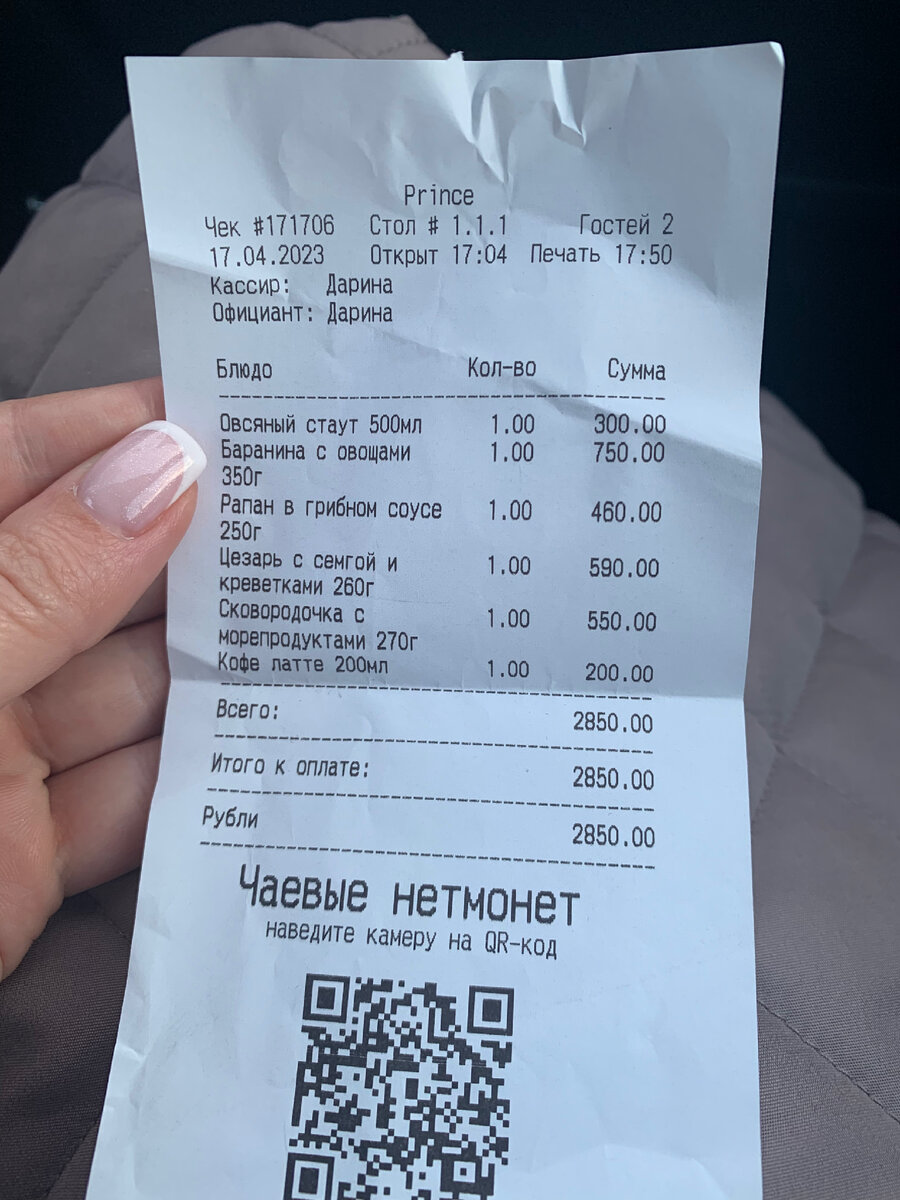 Prince
Чек #171706 Стол # 1.1.1 Гостей 2
17.04.2023 Открыт 17:04 Печать 17:50
Кассир: Дарина
Официант: Дарина
Блюдо Кол-во Сумма
Овсяный стаут 500мл 1.00 300.00
Баранина с овощами 1.00 750.00
350г
Рапан в грибном соусе 1.00 460.00
250г
Цезарь с семгой и 1.00 590.00
креветками 260г
Сковородочка с 1.00 550.00
морепродуктами 270г
Кофе латте 200мл 1.00 200.00
Всего: 2850.00
Итого к оплате: 2850.00
Рубли 2850.00
Чаевые нетмонет
наведите камеру на QR-код